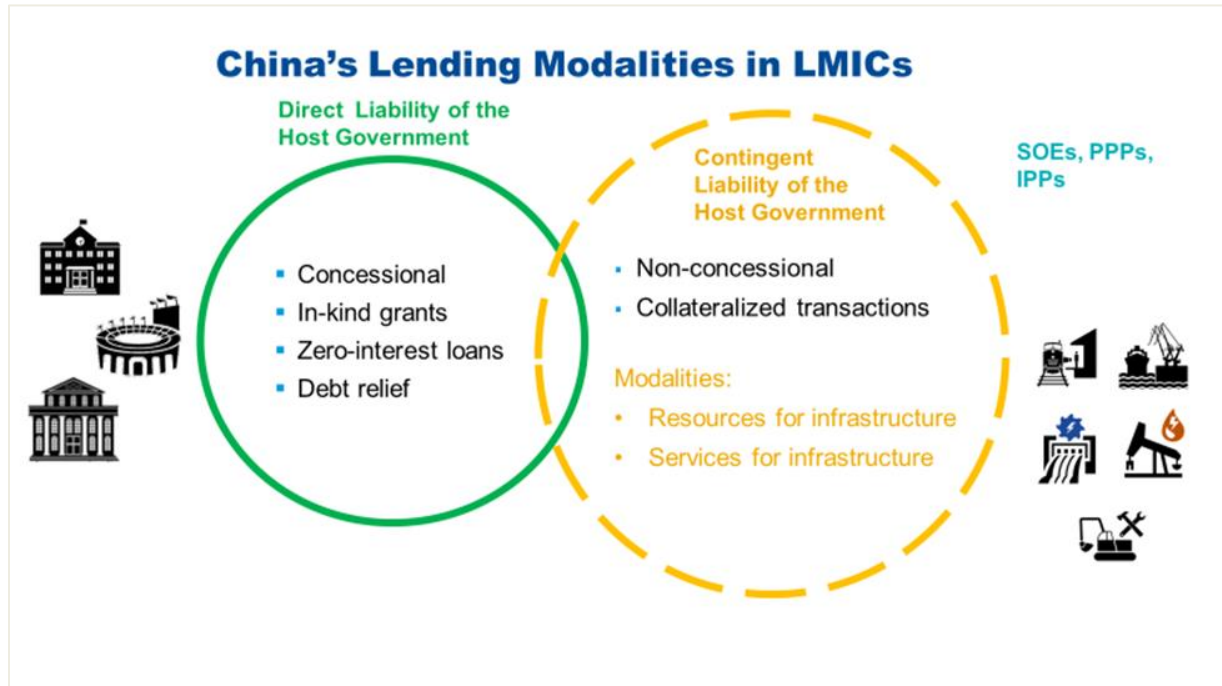 China's Lending Modalities in LMICs
Direct Liability of the
Host Government
▪ Concessional
▪ In-kind grants
▪ Zero-interest loans
▪ Debt relief
Contingent
Liability of the
Host Government
▪ Non-concessional
▪ Collateralized transactions
Modalities:
• Resources for infrastructure
• Services for infrastructure
SOEs, PPPs,
IPPs